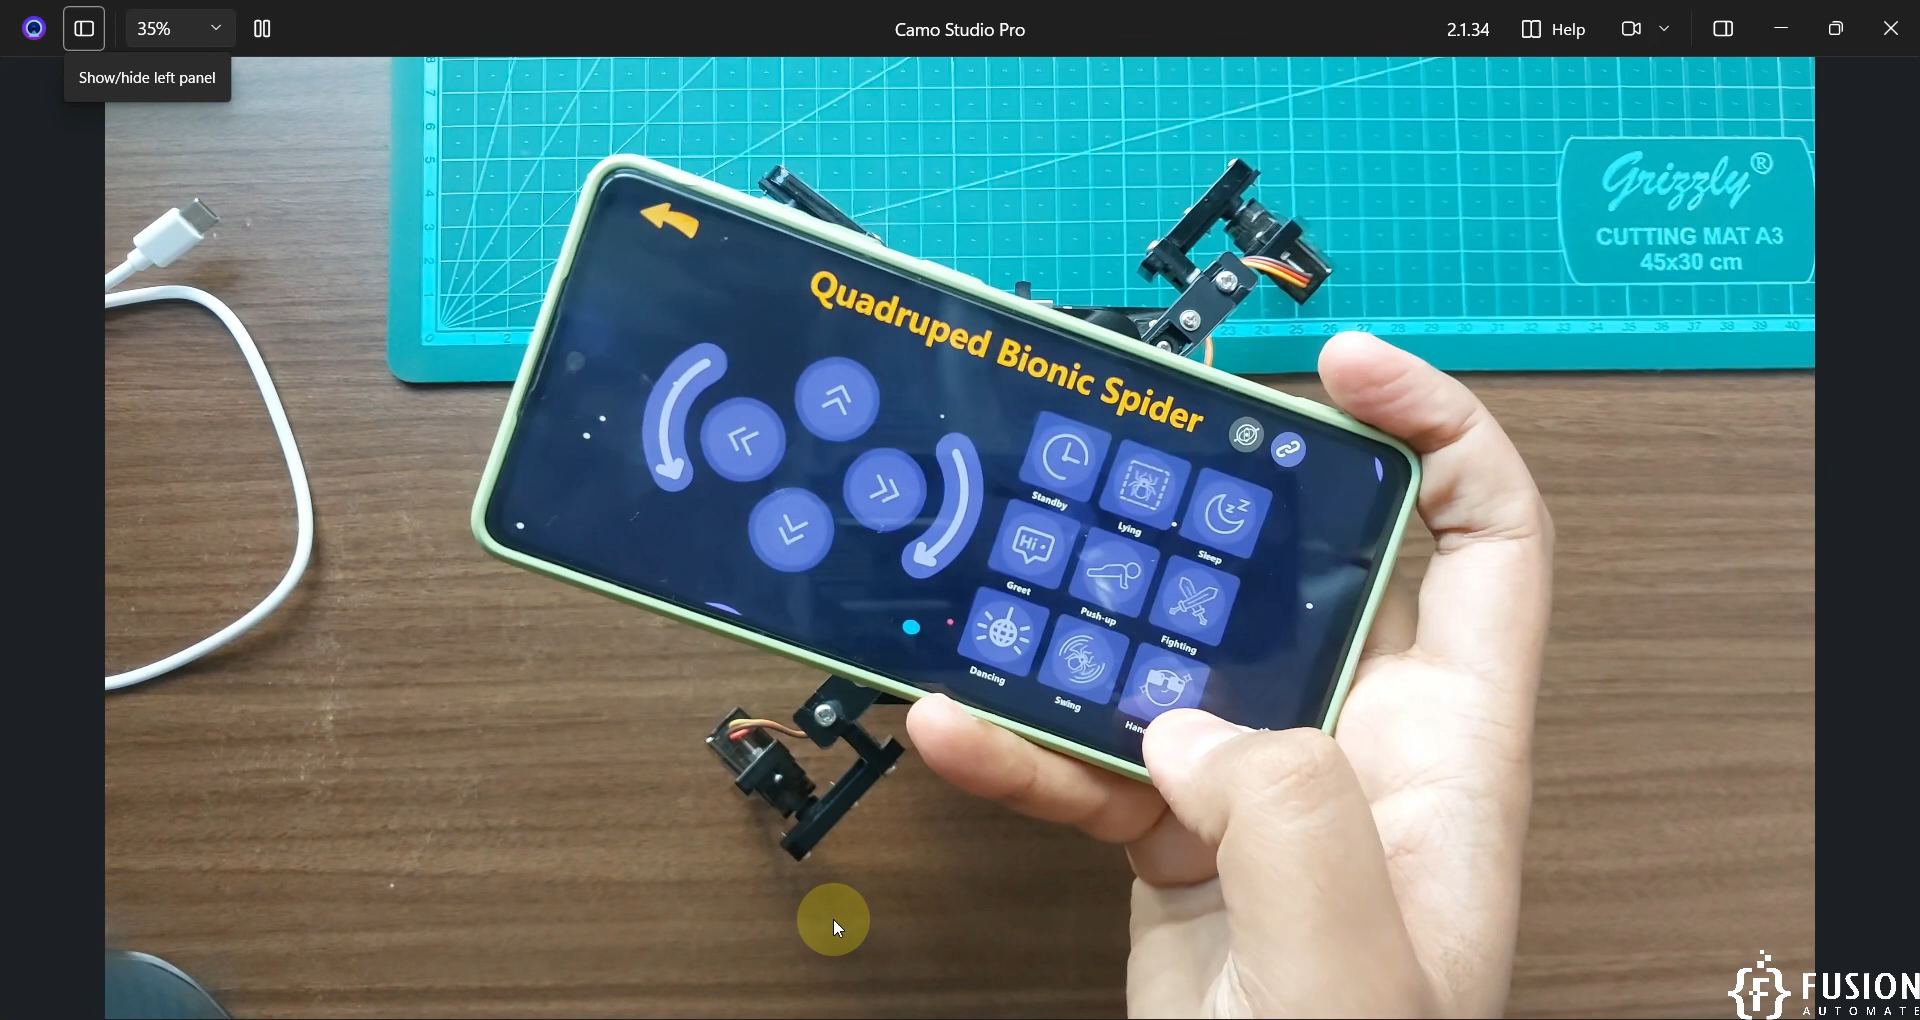 35%
Camo Studio Pro
2.1.34
Help
Show/hide left panel
Grizzly®
CUTTING MAT A3
45x30 cm
Quadruped Bionic Spider
Standby
Lying
Sleep
Hi
Greet
Push-up
Fighting
Dancing
Swing
FUSION
AUTOMATE